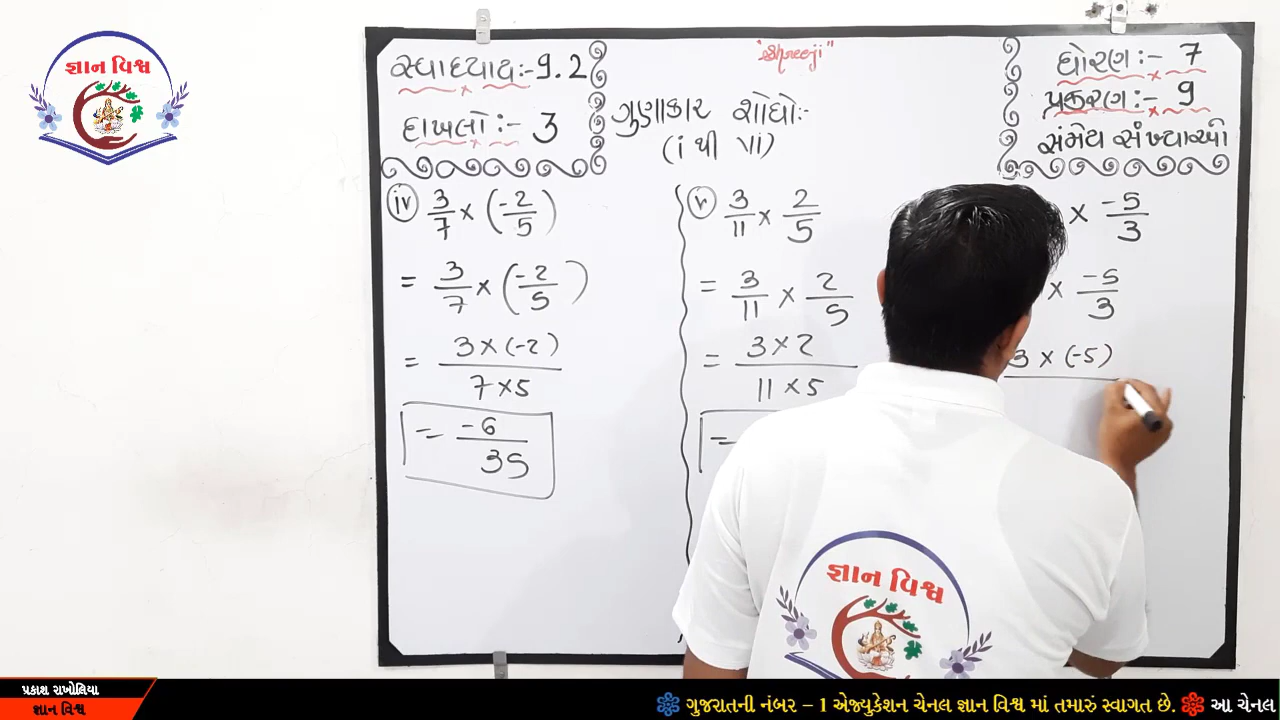 જ્ઞાન વિશ્વ
સ્વાધ્યાય:- 9.2
દાખલો:- 3
"Shreeji"
ગુણાકાર શોધો:-
(i થી vi)
ધોરણ:- 7
પ્રકરણ:- 9
સંમેય સંખ્યાઓ
iv 3/7 × (-2/5)
= 3/7 × (-2/5)
= 3 × (-2) / 7 × 5
= -6/35
v 3/11 × 2/5
= 3/11 × 2/5
= 3 × 2 / 11 × 5
=
× -5/3
× -5/3
3 × (-5)
જ્ઞાન વિશ્વ
પ્રકાશ રાખોલિયા
જ્ઞાન વિશ્વ
ગુજરાતની નંબર – 1 એજ્યુકેશન ચેનલ જ્ઞાન વિશ્વ માં તમારું સ્વાગત છે. આ ચેનલ